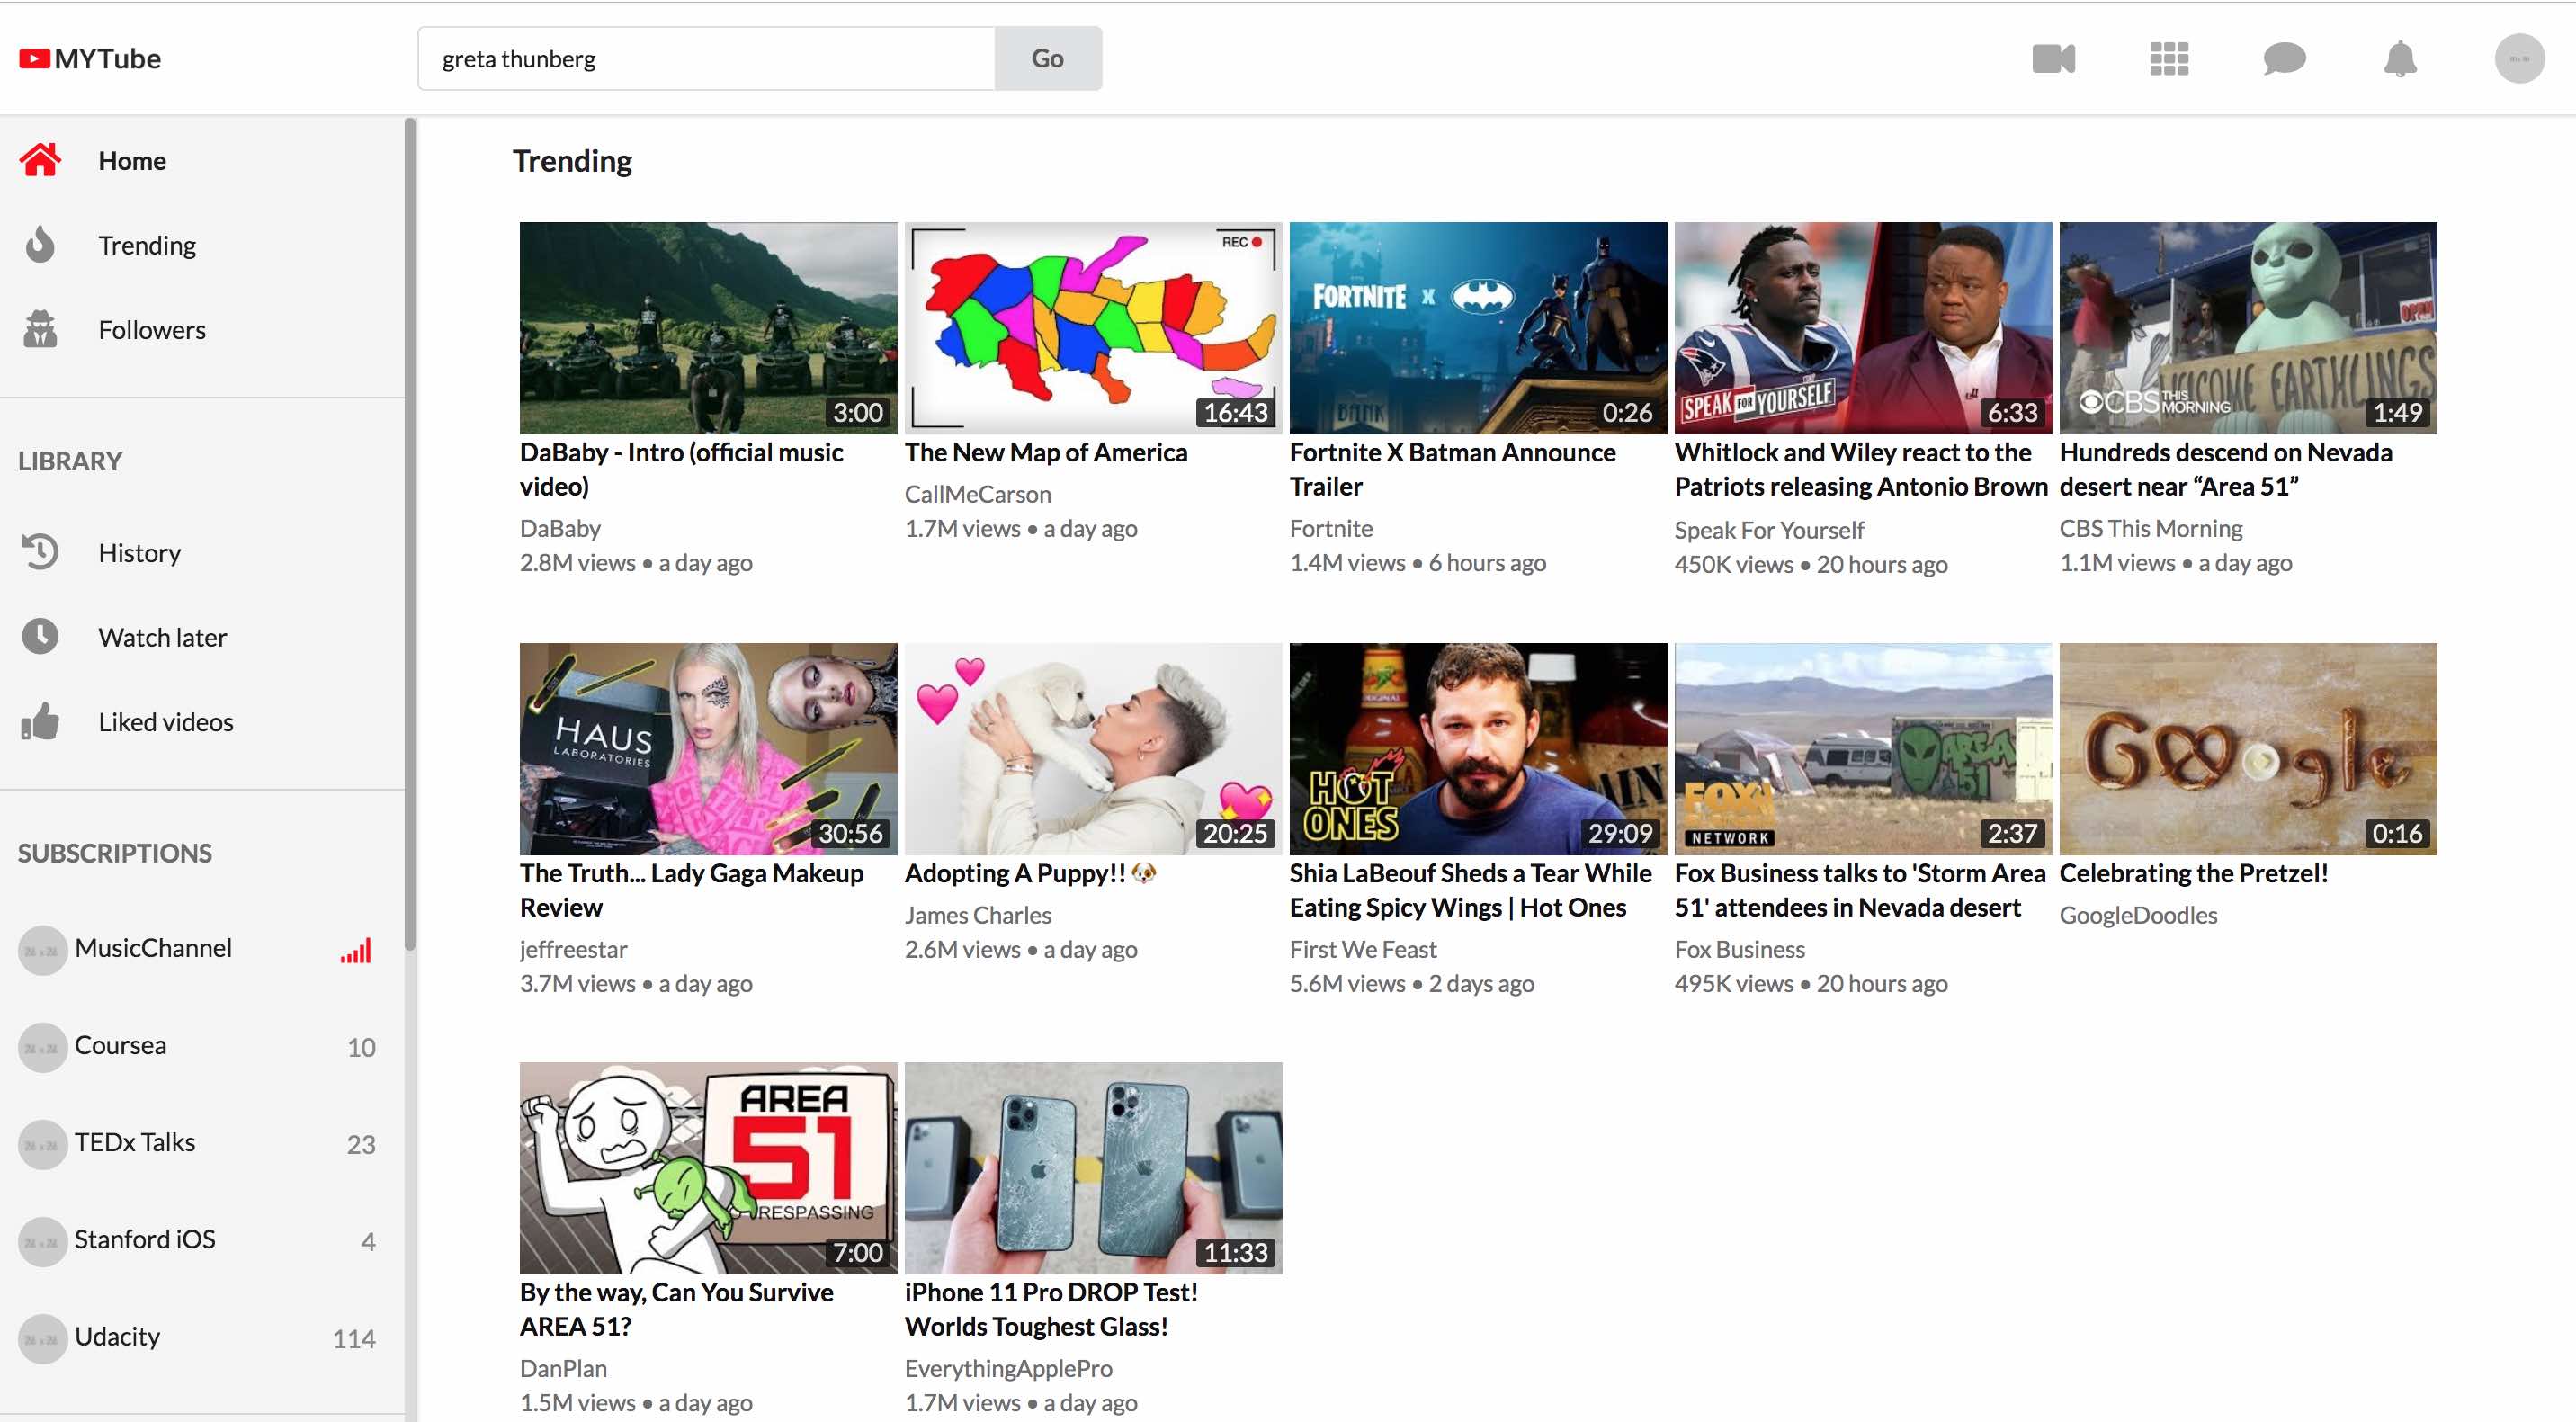 MYTube
greta thunberg
Go
Home
Trending
Followers
LIBRARY
History
Watch later
Liked videos
SUBSCRIPTIONS
MusicChannel
Coursea 10
TEDx Talks 23
Stanford iOS 4
Udacity 114
Trending
3:00
DaBaby - Intro (official music
video)
DaBaby
2.8M views • a day ago
REC
16:43
The New Map of America
CallMeCarson
1.7M views • a day ago
FORTNITE X
BANK
0:26
Fortnite X Batman Announce
Trailer
Fortnite
1.4M views • 6 hours ago
SPEAK FOR YOURSELF
6:33
Whitlock and Wiley react to the
Patriots releasing Antonio Brown
Speak For Yourself
450K views • 20 hours ago
OPEN
WELCOME EARTHLINGS
CBS THIS MORNING
1:49
Hundreds descend on Nevada
desert near “Area 51”
CBS This Morning
1.1M views • a day ago
HAUS
LABORATORIES
30:56
The Truth... Lady Gaga Makeup
Review
jeffreestar
3.7M views • a day ago
20:25
Adopting A Puppy!! 🐶
James Charles
2.6M views • a day ago
ORIGINAL
HOT
ONES
29:09
Shia LaBeouf Sheds a Tear While
Eating Spicy Wings | Hot Ones
First We Feast
5.6M views • 2 days ago
AREA
51
FOX
NETWORK
2:37
Fox Business talks to 'Storm Area
51' attendees in Nevada desert
Fox Business
495K views • 20 hours ago
Google
0:16
Celebrating the Pretzel!
GoogleDoodles
AREA
51
RESPASSING
7:00
By the way, Can You Survive
AREA 51?
DanPlan
1.5M views • a day ago
11:33
iPhone 11 Pro DROP Test!
Worlds Toughest Glass!
EverythingApplePro
1.7M views • a day ago